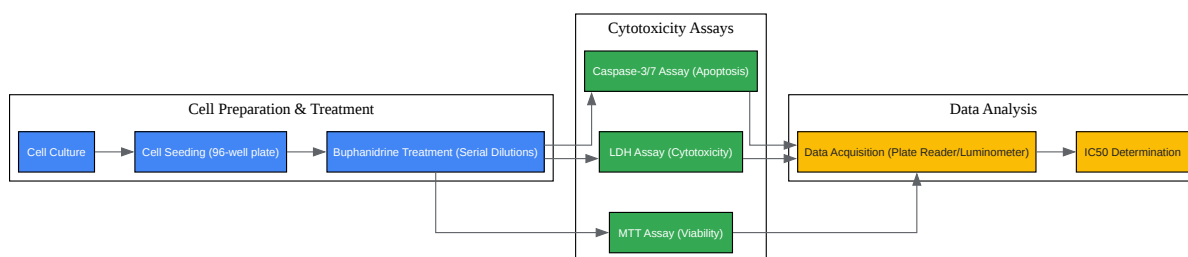 Cytotoxicity Assays
Caspase-3/7 Assay (Apoptosis)
Cell Preparation & Treatment
Data Analysis
Cell Culture
Cell Seeding (96-well plate)
Buphanidrine Treatment (Serial Dilutions)
LDH Assay (Cytotoxicity)
Data Acquisition (Plate Reader/Luminometer)
IC50 Determination
MTT Assay (Viability)